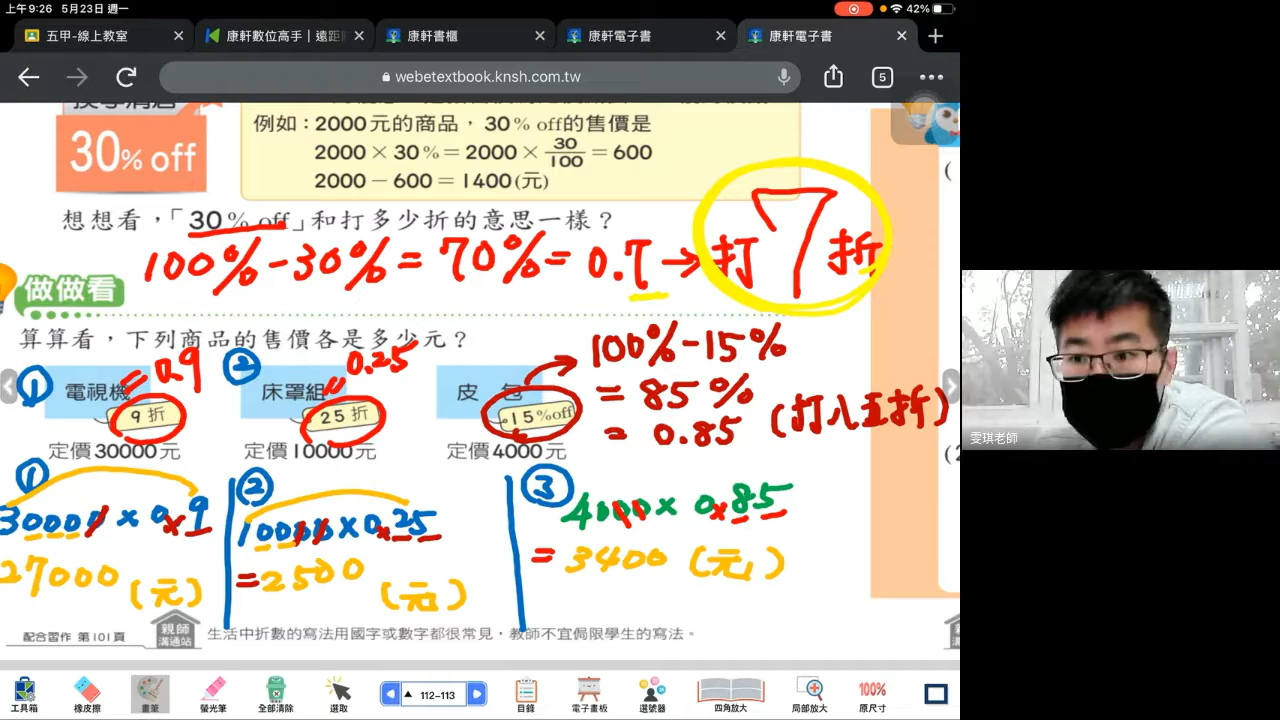 上午9:26 5月23日 週一
42%
五甲-線上教室
康軒數位高手｜遠距
康軒書櫃
康軒電子書
康軒電子書
webetextbook.knsh.com.tw
5
30% off
例如：2000元的商品，30% off的售價是
2000 × 30% = 2000 × 30/100 = 600
2000 － 600 = 1400(元)
想想看，「30% off」和打多少折的意思一樣？
100%-30%=70%=0.7→打7折
做做看
算算看，下列商品的售價各是多少元？
① 電視機 =0.9
9折
定價30000元
② 床罩組 =0.25
25折
定價10000元
皮包
15%off
定價4000元
100%-15%
=85%
=0.85 (打八五折)
①
30000×0.9
27000(元)
②
10000×0.25
=2500(元)
③
4000×0.85
=3400(元)
配合習作 第101頁
親師溝通站
生活中折數的寫法用國字或數字都很常見，教師不宜侷限學生的寫法。
雯琪老師
工具箱
橡皮擦
畫筆
螢光筆
全部清除
選取
112-113
目錄
電子畫板
選號器
四角放大
局部放大
100%
原尺寸